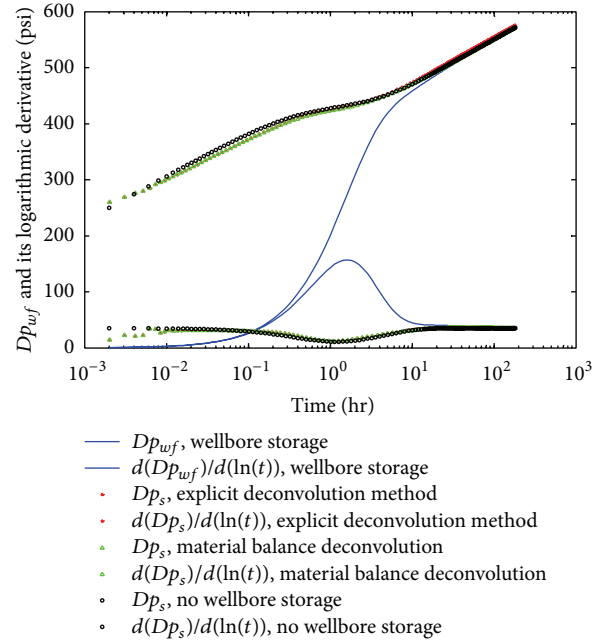 Dp_wf and its logarithmic derivative (psi)
600
500
400
300
200
100
0
10^−3 10^−2 10^−1 10^0 10^1 10^2 10^3
Time (hr)
Dp_wf, wellbore storage
d(Dp_wf)/d(ln(t)), wellbore storage
Dp_s, explicit deconvolution method
d(Dp_s)/d(ln(t)), explicit deconvolution method
Dp_s, material balance deconvolution
d(Dp_s)/d(ln(t)), material balance deconvolution
Dp_s, no wellbore storage
d(Dp_s)/d(ln(t)), no wellbore storage